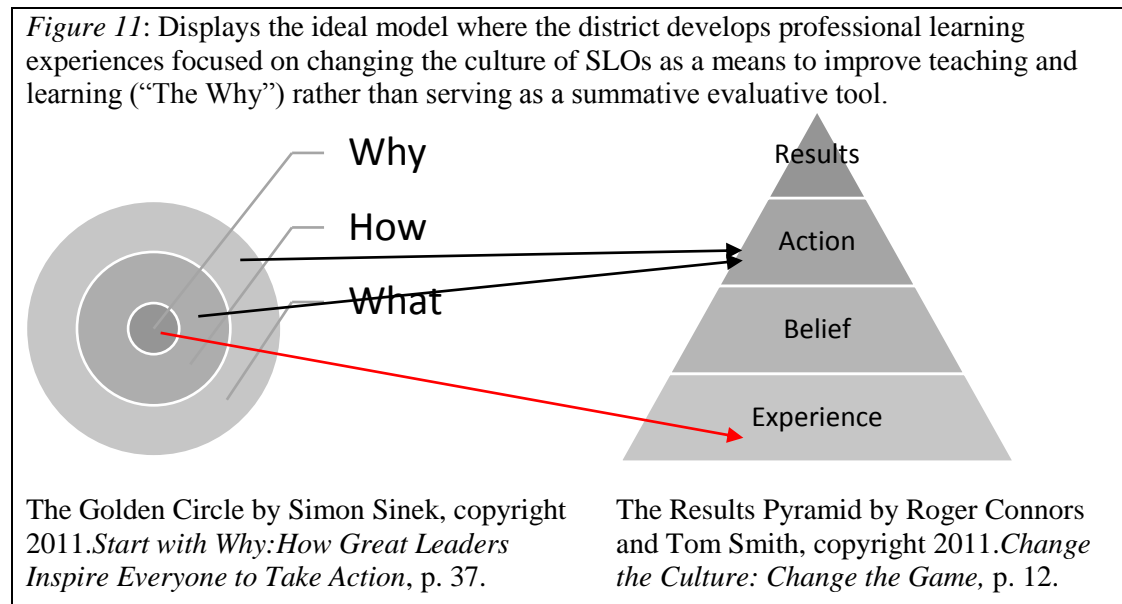 Figure 11: Displays the ideal model where the district develops professional learning
experiences focused on changing the culture of SLOs as a means to improve teaching and
learning (“The Why”) rather than serving as a summative evaluative tool.
Why
How
What
Results
Action
Belief
Experience
The Golden Circle by Simon Sinek, copyright
2011.Start with Why:How Great Leaders
Inspire Everyone to Take Action, p. 37.
The Results Pyramid by Roger Connors
and Tom Smith, copyright 2011.Change
the Culture: Change the Game, p. 12.